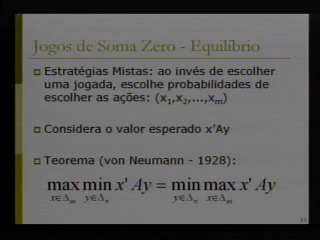 Jogos de Soma Zero - Equilíbrio
Estratégias Mistas: ao invés de escolher
uma jogada, escolhe probabilidades de
escolher as ações: (x₁,x₂,...,xₘ)
Considera o valor esperado x'Ay
Teorema (von Neumann - 1928):
max min x' Ay = min max x' Ay
x∈Δₘ y∈Δₙ y∈Δₙ x∈Δₘ